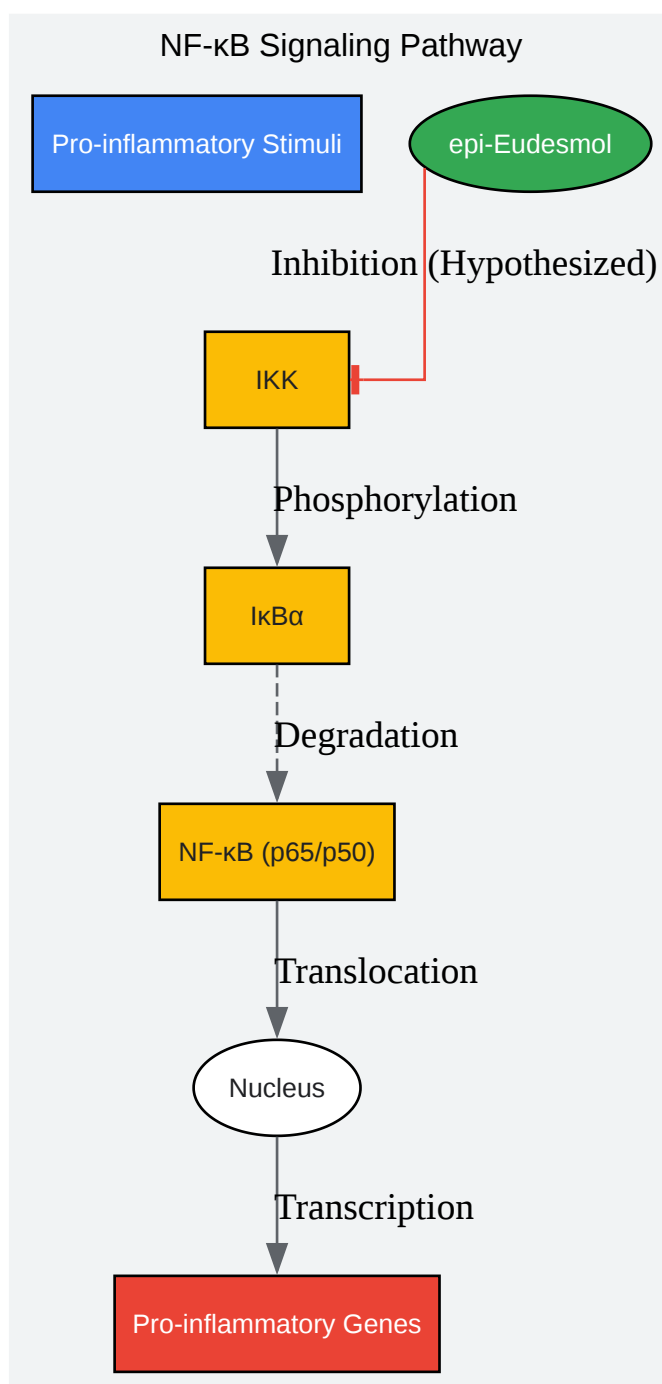 NF-κB Signaling Pathway
Pro-inflammatory Stimuli
epi-Eudesmol
Inhibition (Hypothesized)
IKK
Phosphorylation
IκBα
Degradation
NF-κB (p65/p50)
Translocation
Nucleus
Transcription
Pro-inflammatory Genes